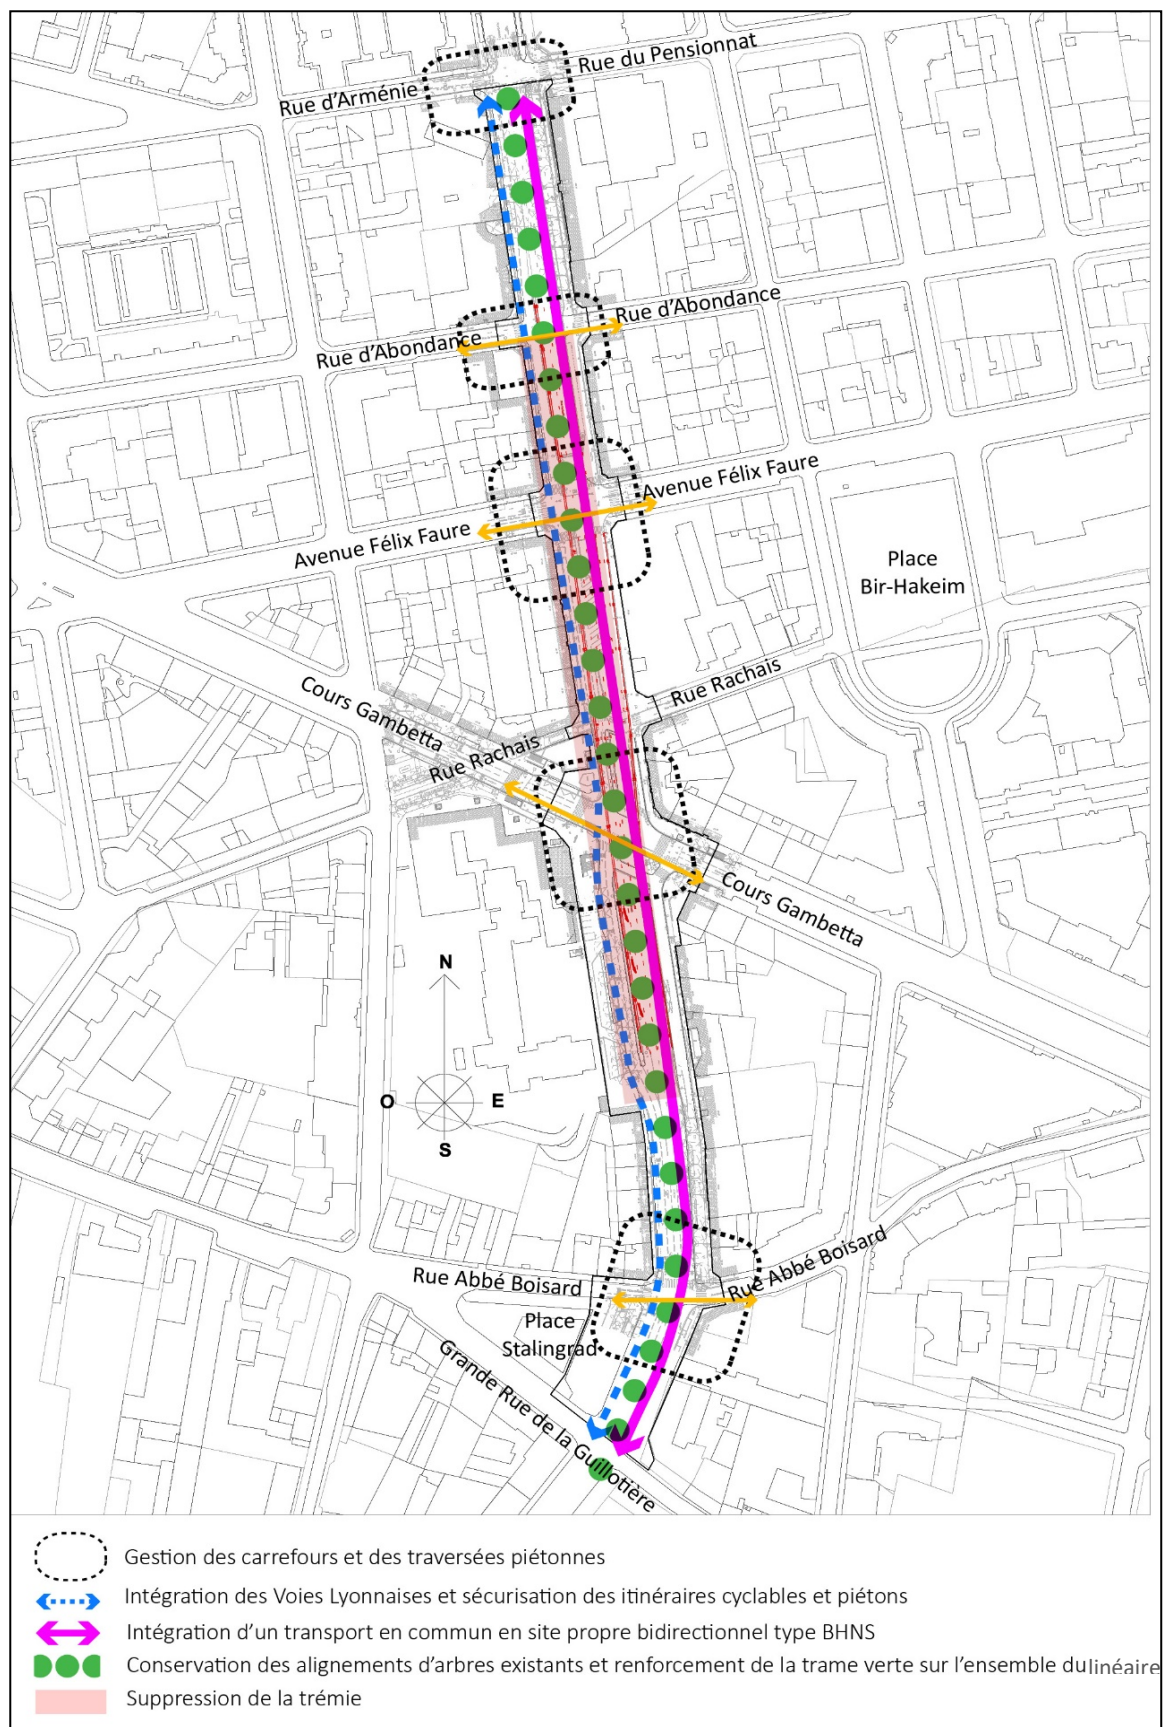 Rue du Pensionnat
Rue d'Arménie
Rue d'Abondance
Rue d'Abondance
Avenue Félix Faure
Avenue Félix Faure
Place
Bir-Hakeim
Rue Rachais
Cours Gambetta
Rue Rachais
Cours Gambetta
N
O
E
S
Rue Abbé Boisard
Rue Abbé Boisard
Place
Stalingrad
Grande Rue de la Guillotière
Gestion des carrefours et des traversées piétonnes
Intégration des Voies Lyonnaises et sécurisation des itinéraires cyclables et piétons
Intégration d'un transport en commun en site propre bidirectionnel type BHNS
Conservation des alignements d'arbres existants et renforcement de la trame verte sur l'ensemble du linéaire
Suppression de la trémie